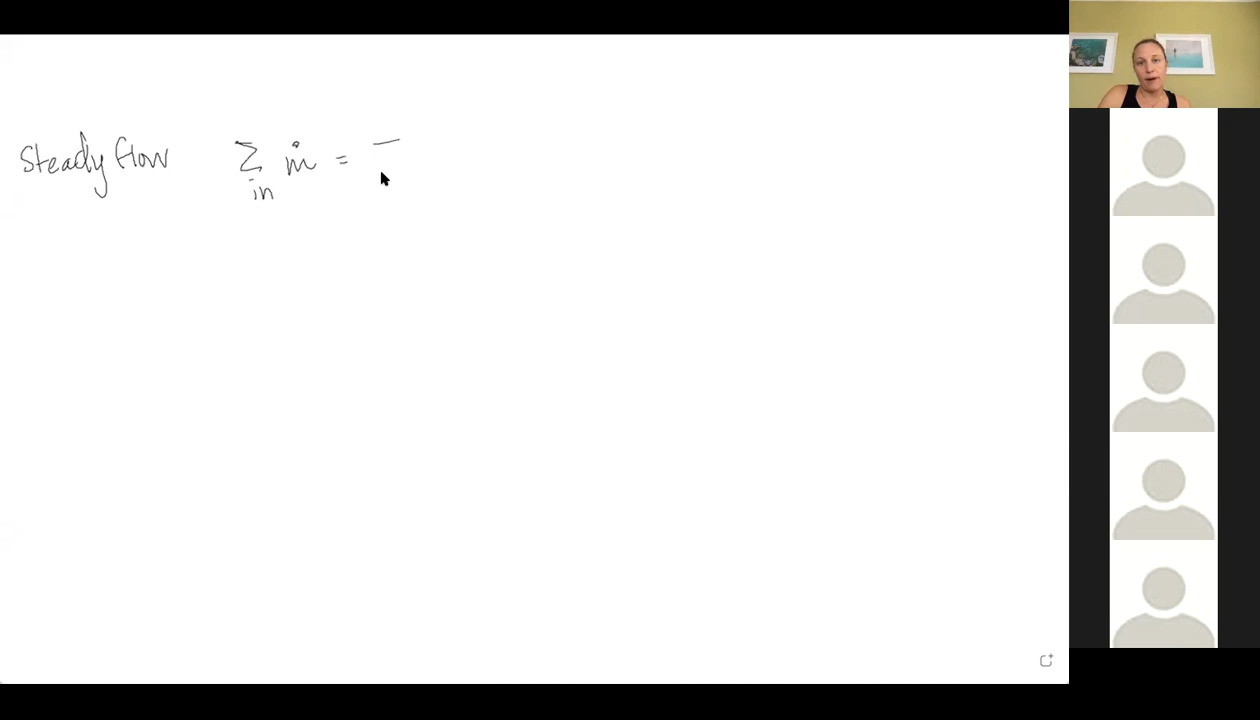 Steady flow Σ ṁ =
in